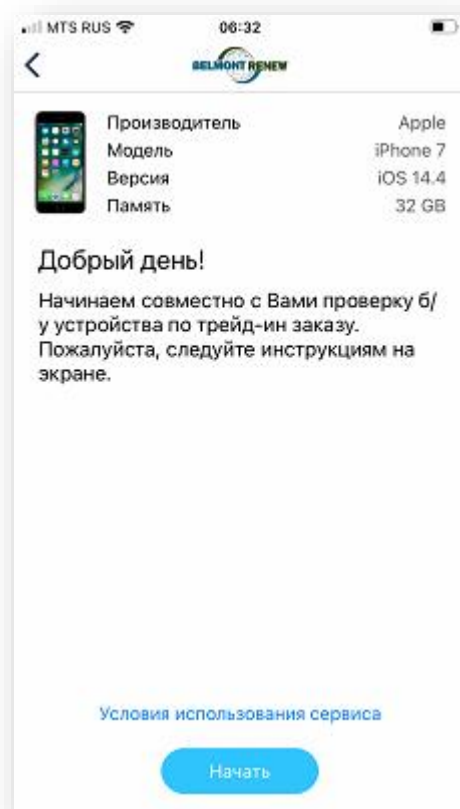 MTS RUS 06:32
BELMONT RENEW
Производитель Apple
Модель iPhone 7
Версия iOS 14.4
Память 32 GB
Добрый день!
Начинаем совместно с Вами проверку б/
у устройства по трейд-ин заказу.
Пожалуйста, следуйте инструкциям на
экране.
Условия использования сервиса
Начать